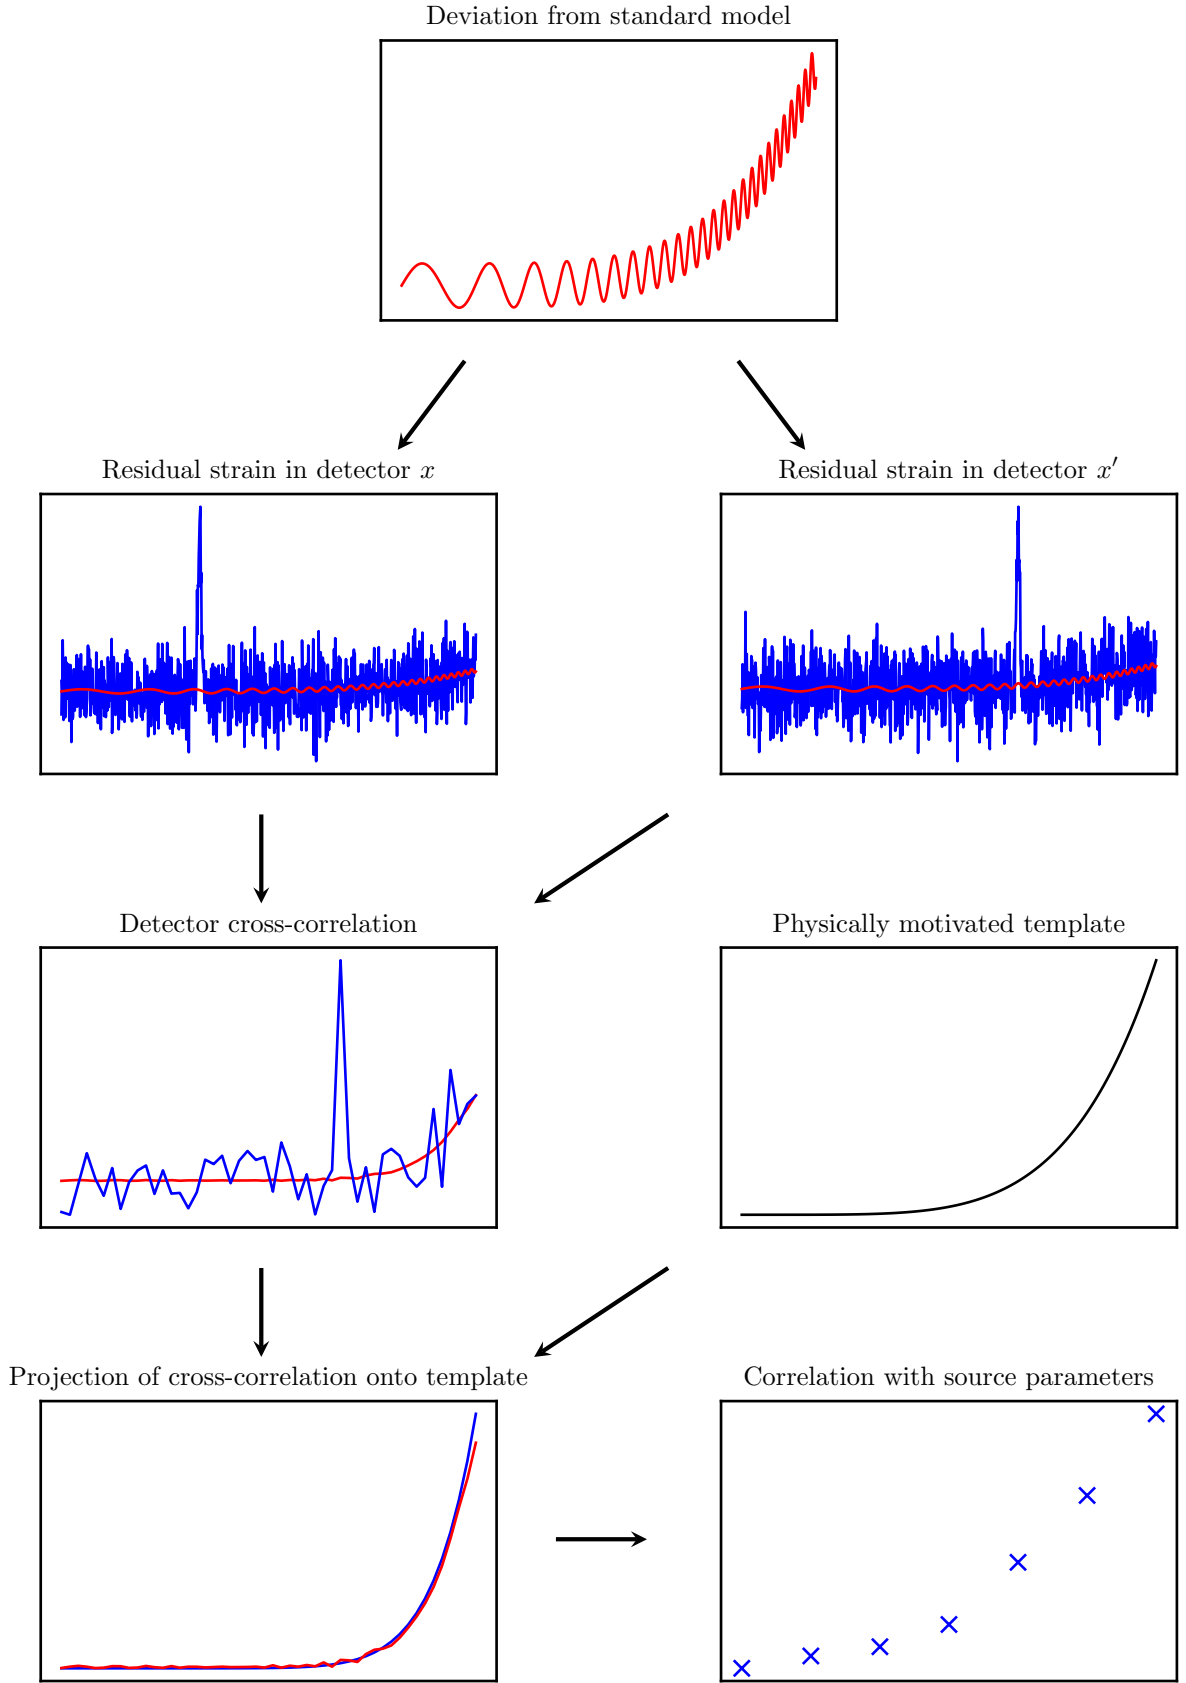 Deviation from standard model
Residual strain in detector x
Residual strain in detector x′
Detector cross-correlation
Physically motivated template
Projection of cross-correlation onto template
Correlation with source parameters